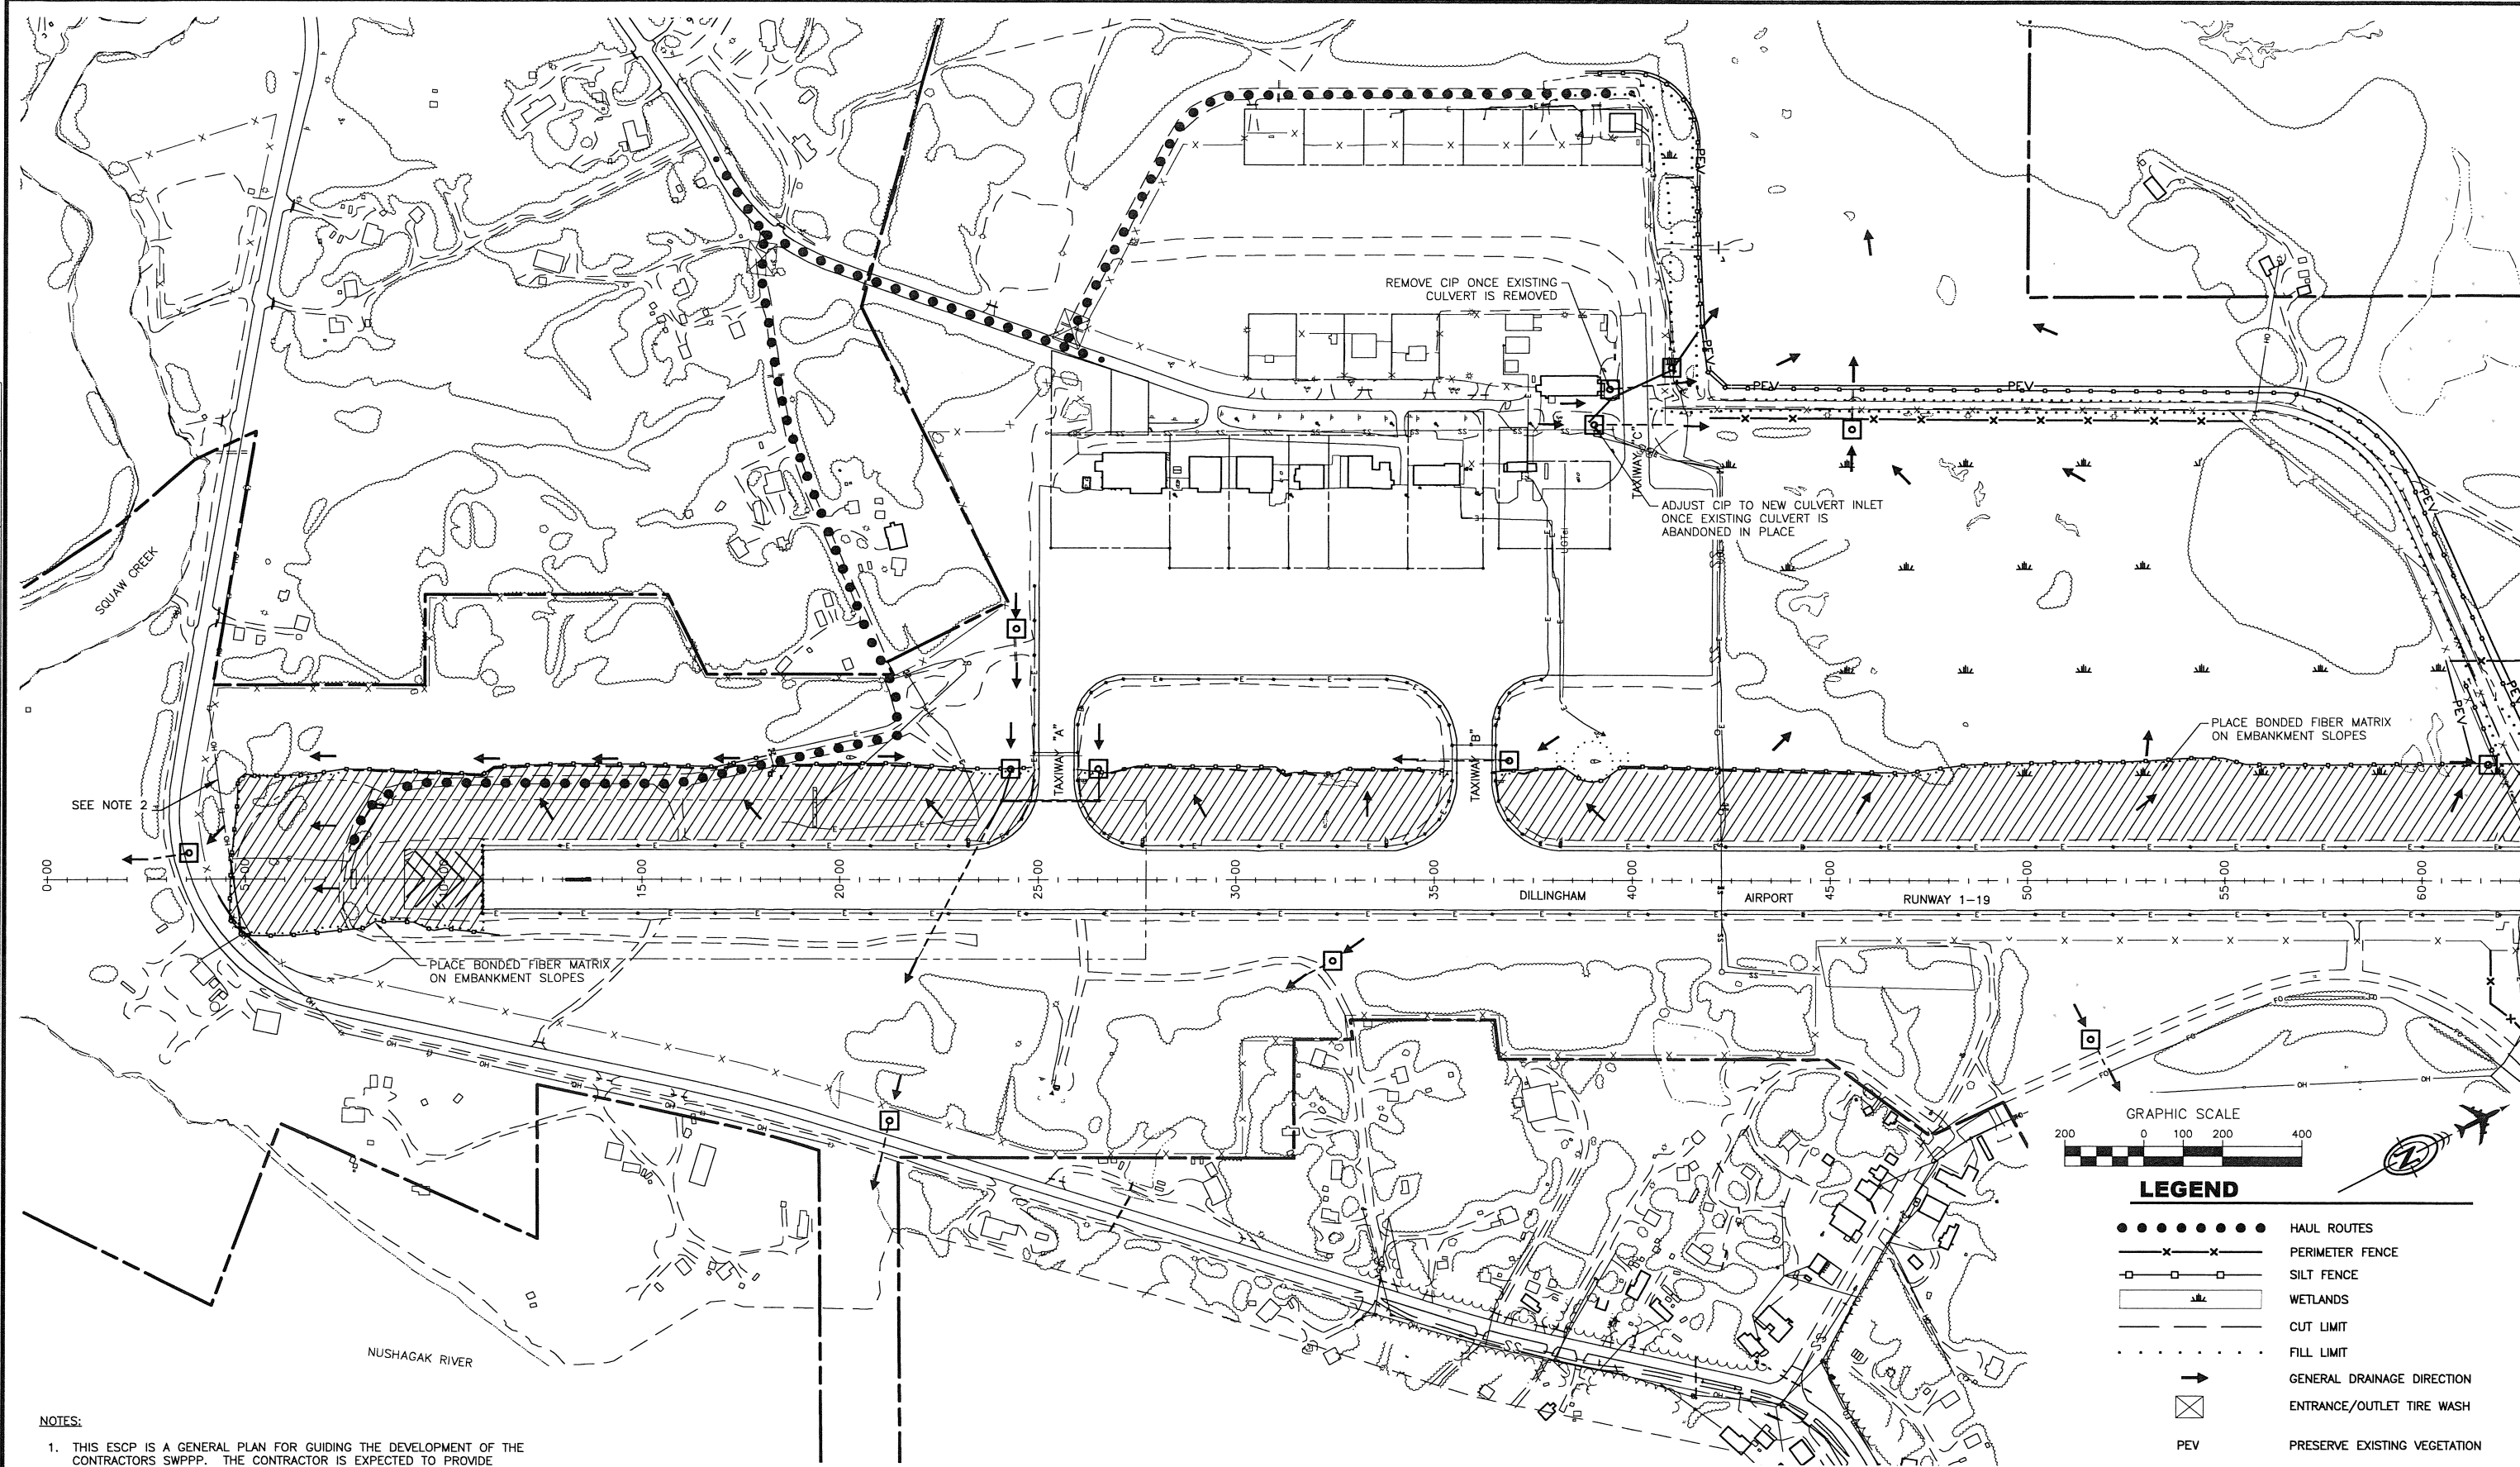 REMOVE CIP ONCE EXISTING
CULVERT IS REMOVED
PEV
PEV
PEV
PEV
TAXIWAY "C"
ADJUST CIP TO NEW CULVERT INLET
ONCE EXISTING CULVERT IS
ABANDONED IN PLACE
PEV
SQUAW CREEK
PEV
PLACE BONDED FIBER MATRIX
ON EMBANKMENT SLOPES
TAXIWAY "A"
TAXIWAY "B"
SEE NOTE 2
0+00
5+00
10+00
15+00
20+00
25+00
30+00
35+00
40+00
45+00
50+00
55+00
60+00
DILLINGHAM AIRPORT RUNWAY 1-19
PLACE BONDED FIBER MATRIX
ON EMBANKMENT SLOPES
GRAPHIC SCALE
200 0 100 200 400
LEGEND
HAUL ROUTES
PERIMETER FENCE
SILT FENCE
WETLANDS
CUT LIMIT
FILL LIMIT
GENERAL DRAINAGE DIRECTION
ENTRANCE/OUTLET TIRE WASH
PEV PRESERVE EXISTING VEGETATION
NUSHAGAK RIVER
NOTES:
1. THIS ESCP IS A GENERAL PLAN FOR GUIDING THE DEVELOPMENT OF THE
CONTRACTORS SWPPP. THE CONTRACTOR IS EXPECTED TO PROVIDE